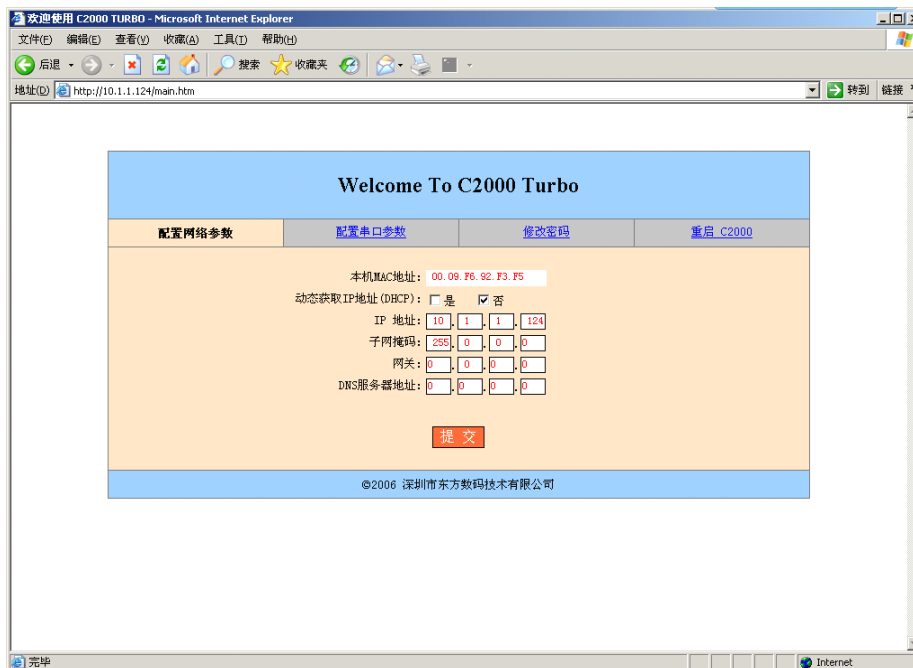 欢迎使用 C2000 TURBO - Microsoft Internet Explorer
文件(F) 编辑(E) 查看(V) 收藏(A) 工具(T) 帮助(H)
后退 搜索 收藏夹
地址(D) http://10.1.1.124/main.htm 转到 链接
Welcome To C2000 Turbo
配置网络参数 配置串口参数 修改密码 重启 C2000
本机MAC地址: 00.09.F6.92.F3.F5
动态获取IP地址(DHCP): 是 否
IP 地址: 10. 1. 1. 124
子网掩码: 255. 0. 0. 0
网关: 0. 0. 0. 0
DNS服务器地址: 0. 0. 0. 0
提 交
©2006 深圳市东方数码技术有限公司
完毕 Internet